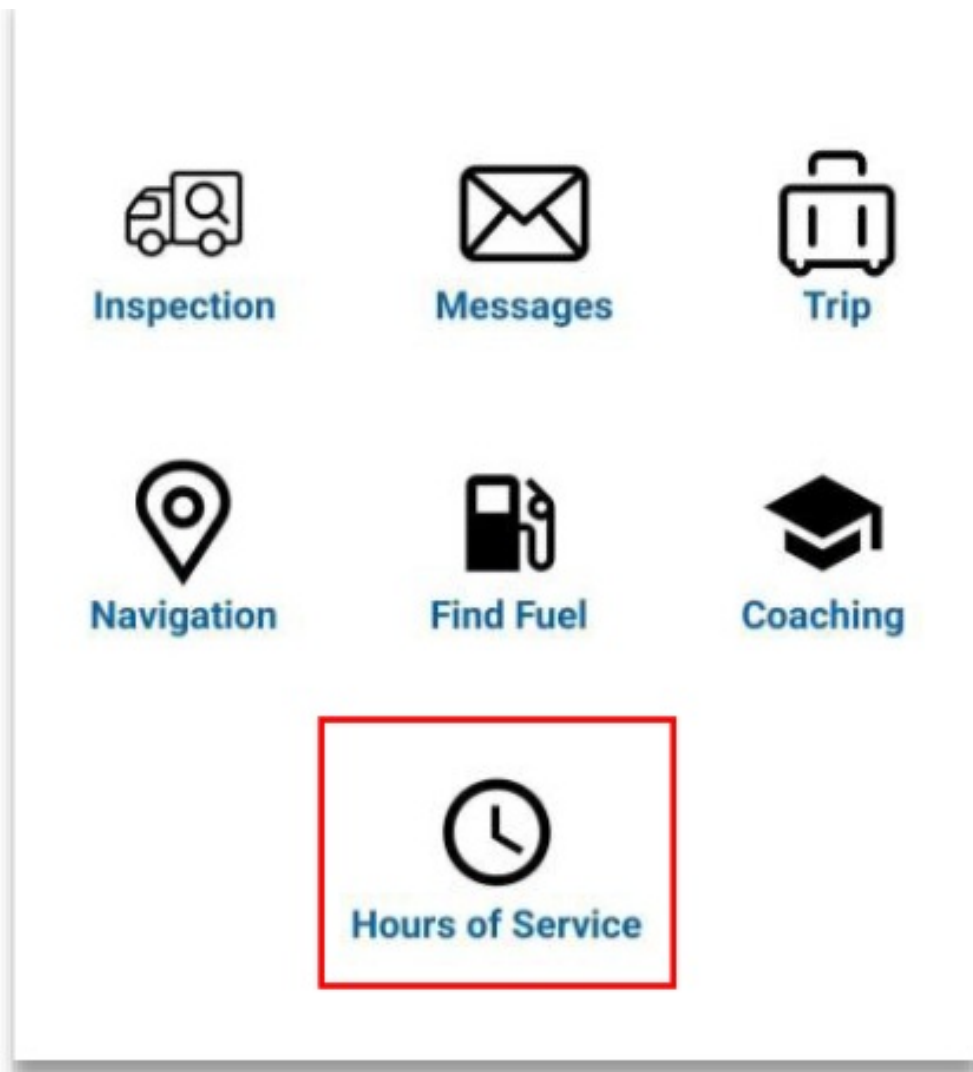 Inspection
Messages
Trip
Navigation
Find Fuel
Coaching
Hours of Service